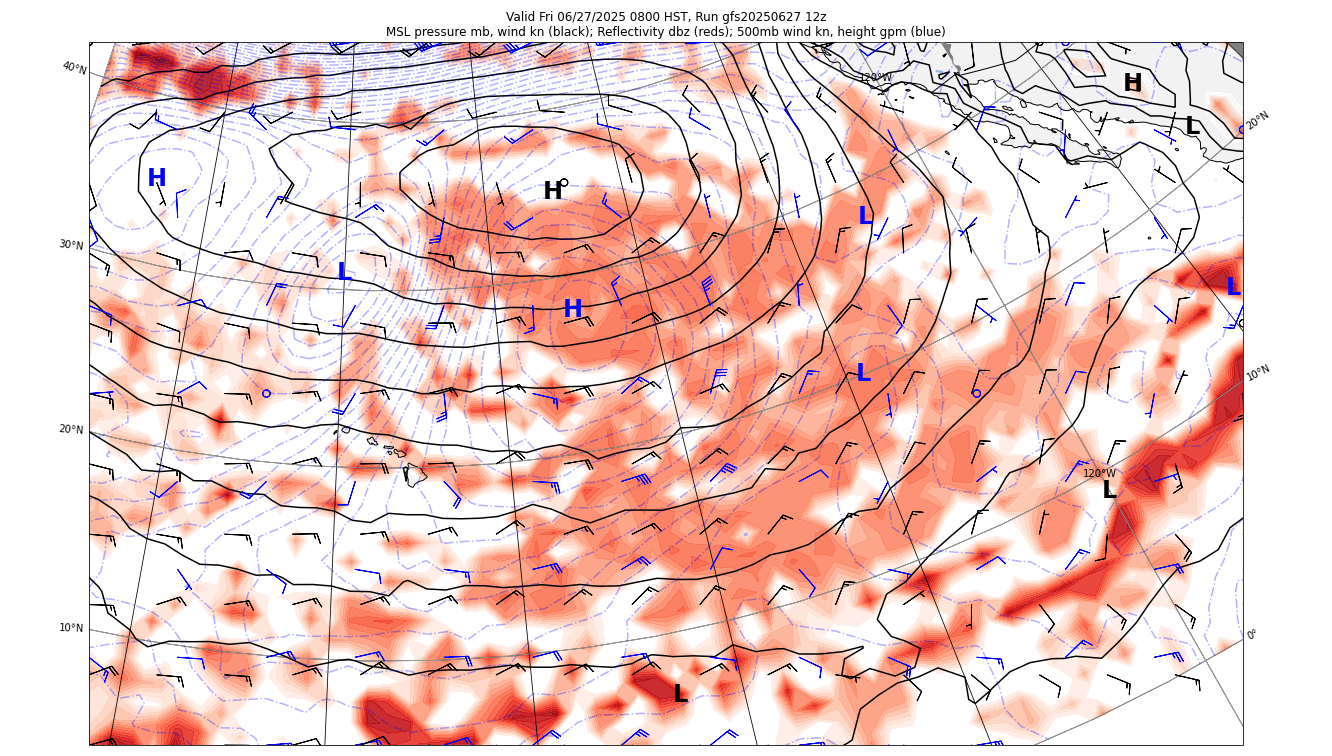 Valid Fri 06/27/2025 0800 HST, Run gfs20250627 12z
MSL pressure mb, wind kn (black); Reflectivity dbz (reds); 500mb wind kn, height gpm (blue)
40°N
120°W
H
L
20°N
H
H
L
30°N
L
L
H
L
10°N
20°N
120°W
L
10°N
0°
L